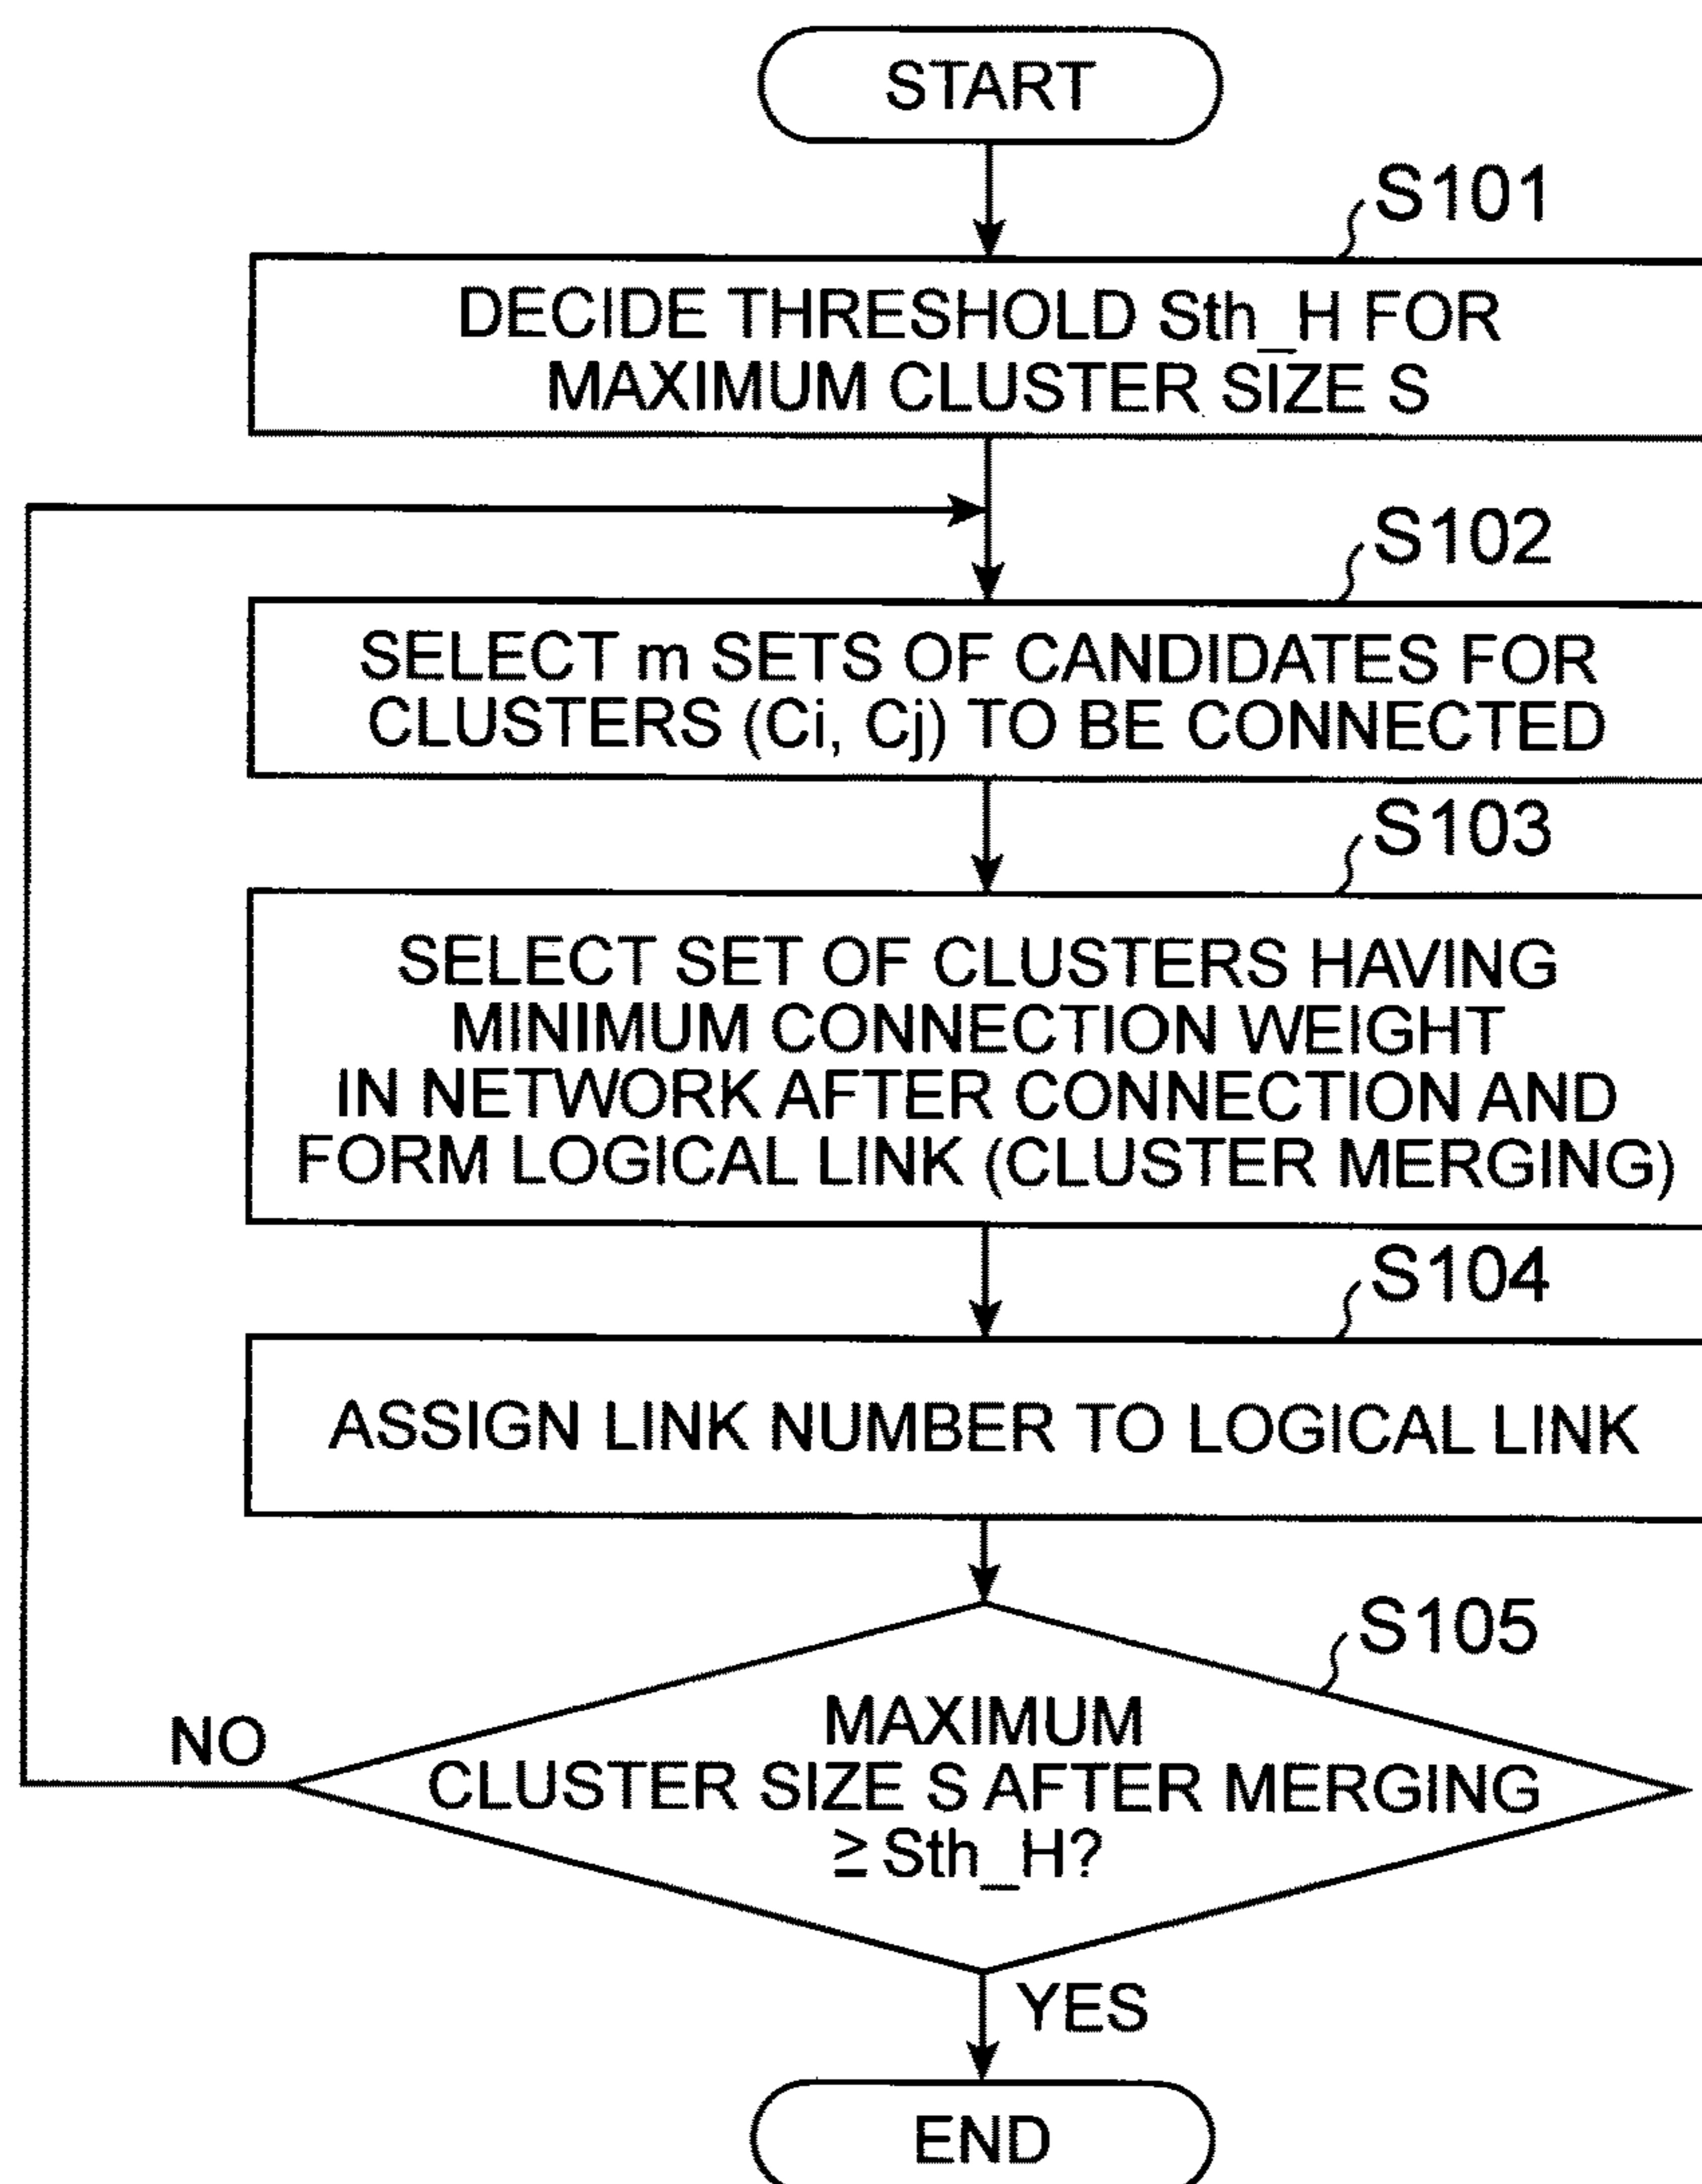 START
S101
DECIDE THRESHOLD Sth_H FOR
MAXIMUM CLUSTER SIZE S
S102
SELECT m SETS OF CANDIDATES FOR
CLUSTERS (Ci, Cj) TO BE CONNECTED
S103
SELECT SET OF CLUSTERS HAVING
MINIMUM CONNECTION WEIGHT
IN NETWORK AFTER CONNECTION AND
FORM LOGICAL LINK (CLUSTER MERGING)
S104
ASSIGN LINK NUMBER TO LOGICAL LINK
S105
MAXIMUM
CLUSTER SIZE S AFTER MERGING
≥ Sth_H?
NO
YES
END